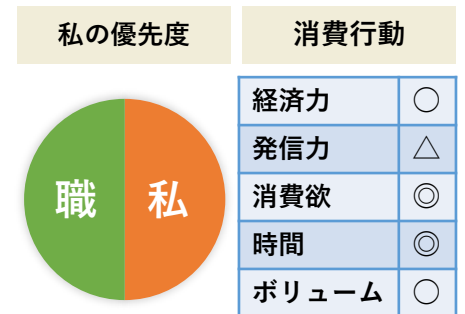 私の優先度
消費行動
職 私
経済力 ○
発信力 △
消費欲 ◎
時間 ◎
ボリューム ○